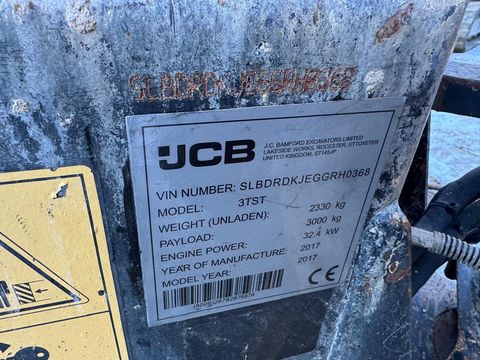 JCB
J.C. BAMFORD EXCAVATORS LIMITED
LAKESIDE WORKS, ROCESTER, UTTOXETER
UNITED KINGDOM, ST145JP
VIN NUMBER: SLBDRDKJEGGRH0368
MODEL: 3TST
WEIGHT (UNLADEN): 2330 kg
PAYLOAD: 3000 kg
ENGINE POWER: 32.4 kW
YEAR OF MANUFACTURE: 2017
MODEL YEAR: 2017
CE